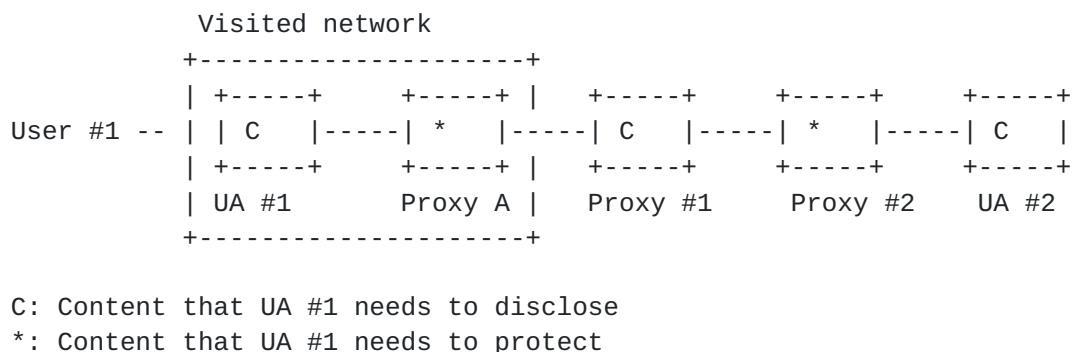 Visited network
+---------------------+
| +-----+     +-----+ |   +-----+     +-----+     +-----+
User #1 -- | | C   |-----| *   |-----| C   |-----| *   |-----| C   |
| +-----+     +-----+ |   +-----+     +-----+     +-----+
| UA #1       Proxy A |   Proxy #1     Proxy #2    UA #2
+---------------------+
C: Content that UA #1 needs to disclose
*: Content that UA #1 needs to protect